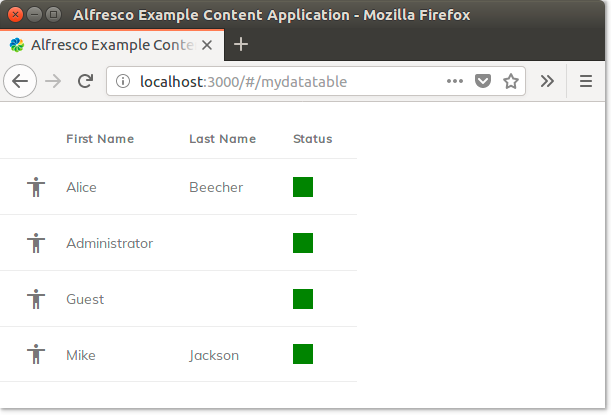 Alfresco Example Content Application - Mozilla Firefox
Alfresco Example Conte
localhost:3000/#/mydatatable
First Name Last Name Status
Alice Beecher
Administrator
Guest
Mike Jackson